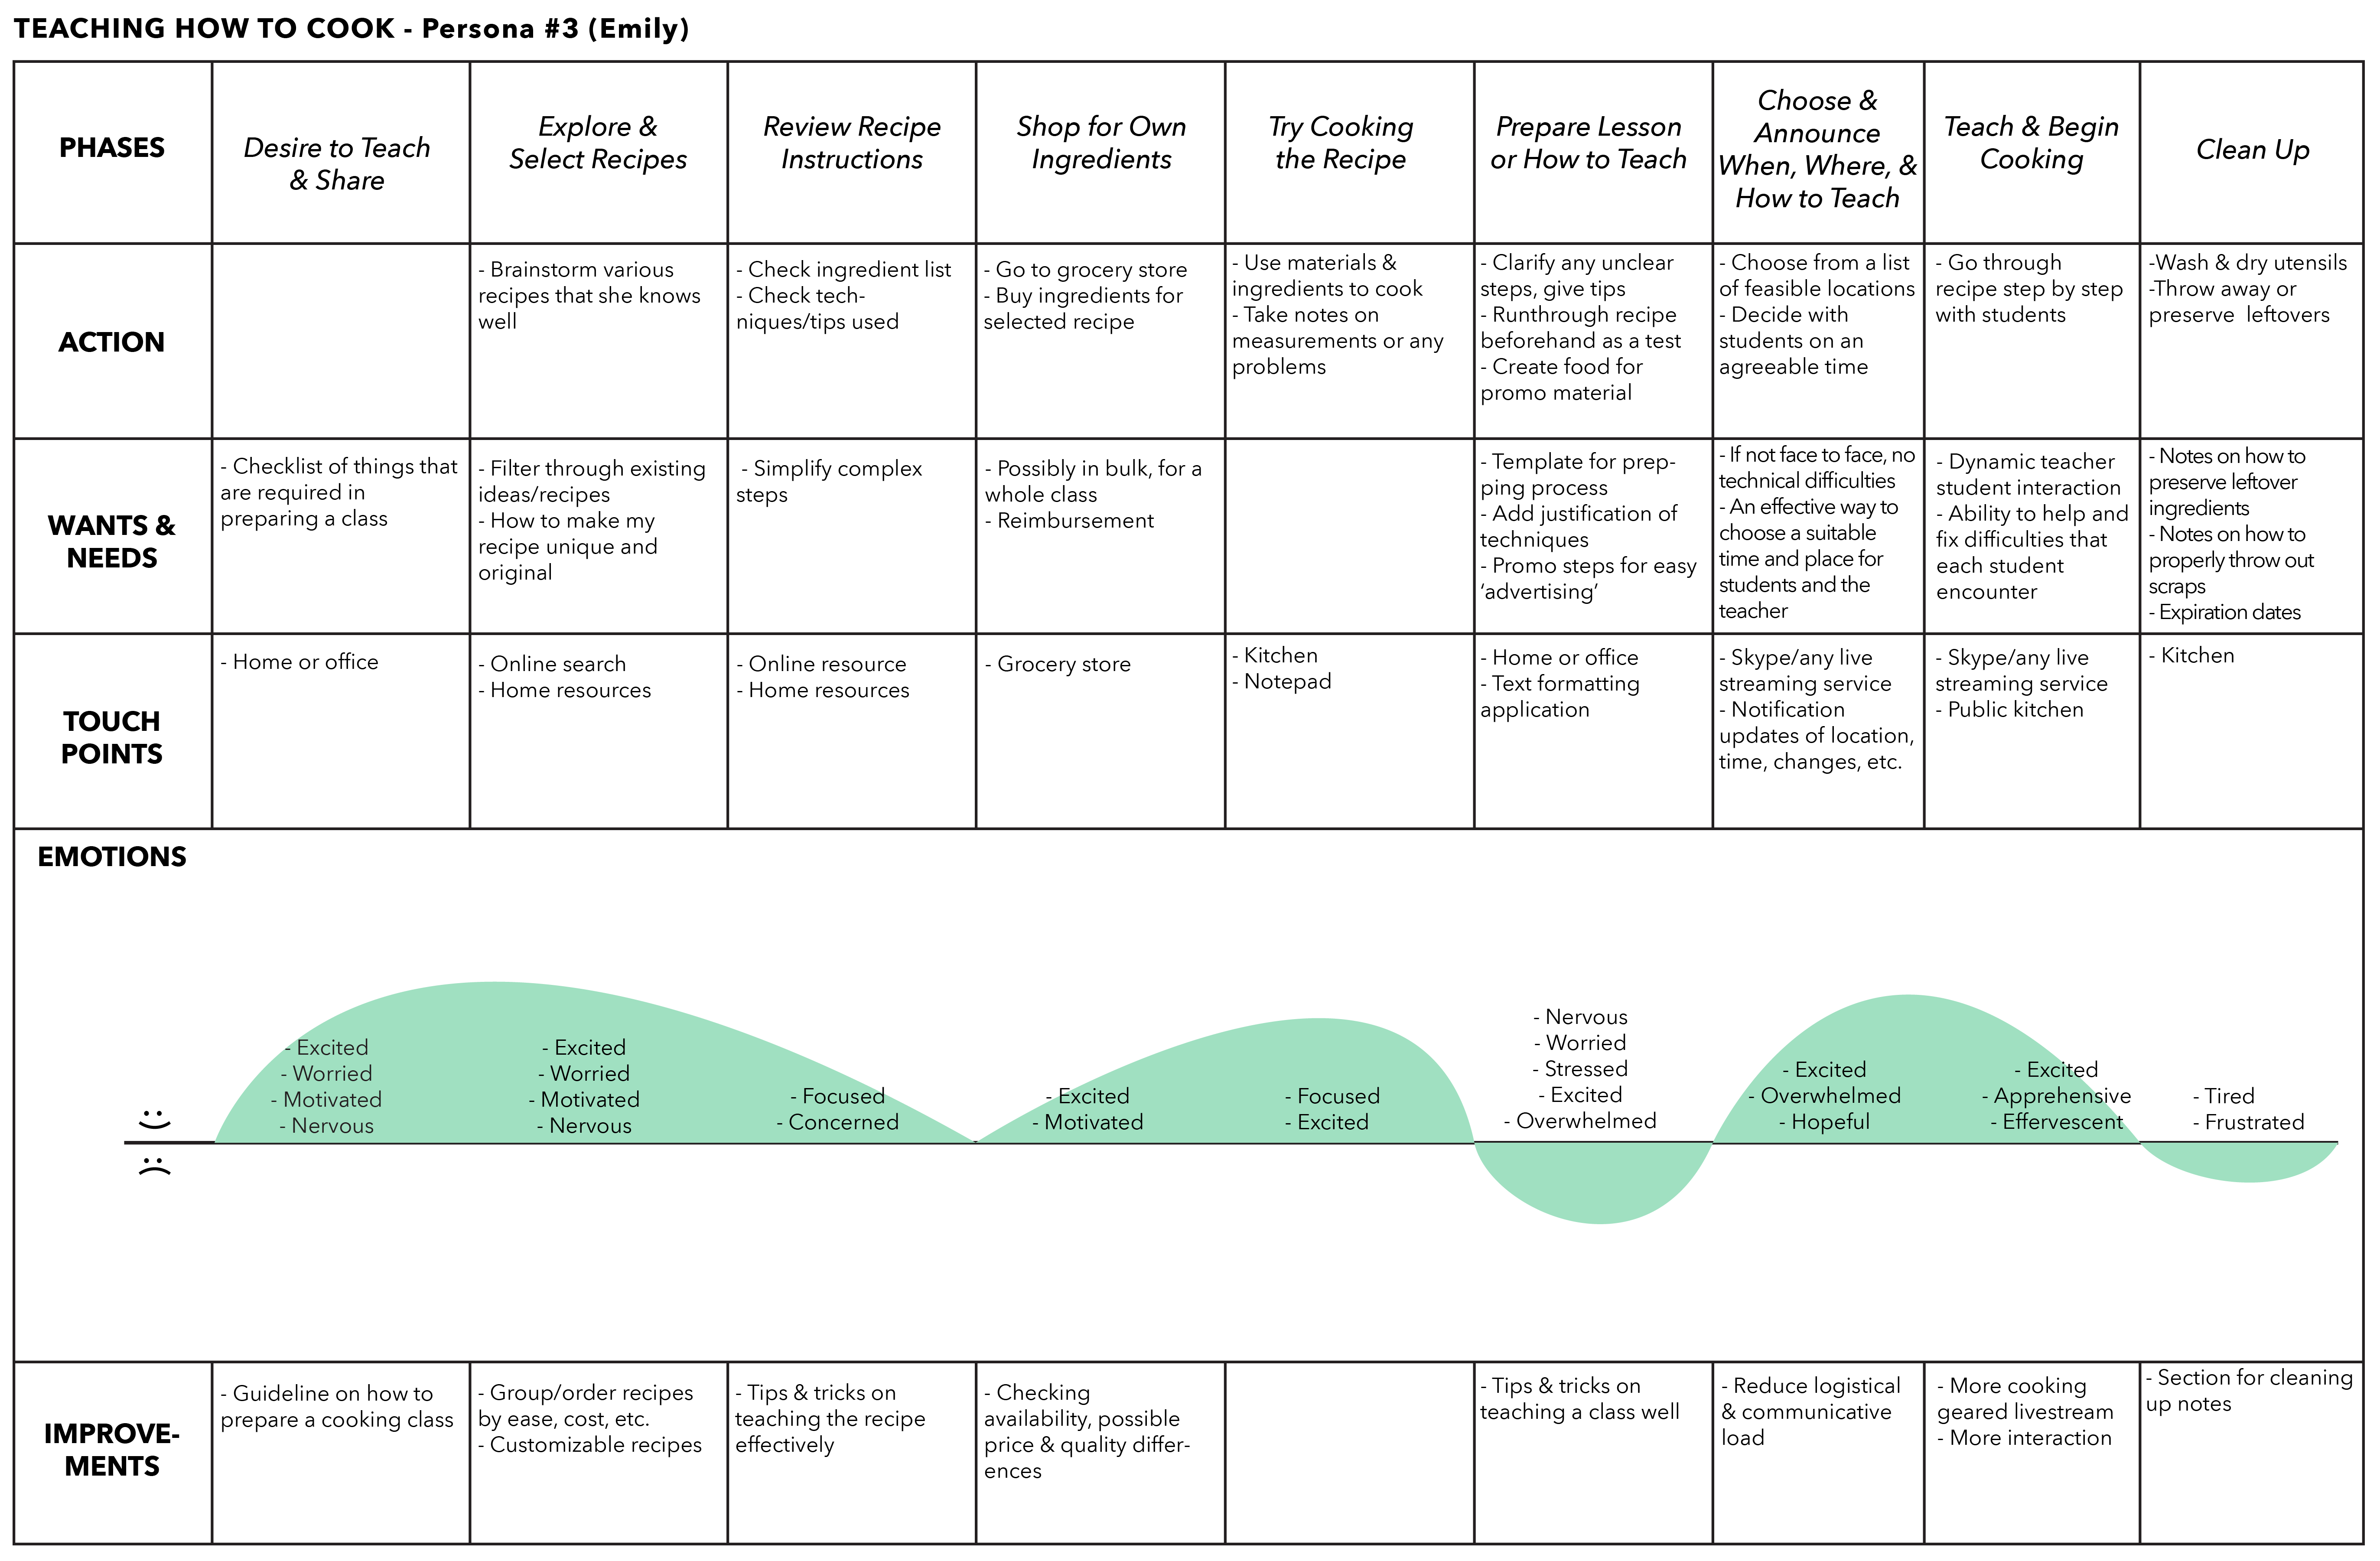 TEACHING HOW TO COOK - Persona #3 (Emily)
PHASES
Desire to Teach
& Share
Explore &
Select Recipes
Review Recipe
Instructions
Shop for Own
Ingredients
Try Cooking
the Recipe
Prepare Lesson
or How to Teach
Choose &
Announce
When, Where, &
How to Teach
Teach & Begin
Cooking
Clean Up
ACTION
- Brainstorm various
recipes that she knows
well
- Check ingredient list
- Check tech-
niques/tips used
- Go to grocery store
- Buy ingredients for
selected recipe
- Use materials &
ingredients to cook
- Take notes on
measurements or any
problems
- Clarify any unclear
steps, give tips
- Runthrough recipe
beforehand as a test
- Create food for
promo material
- Choose from a list
of feasible locations
- Decide with
students on an
agreeable time
- Go through
recipe step by step
with students
-Wash & dry utensils
-Throw away or
preserve  leftovers
WANTS &
NEEDS
- Checklist of things that
are required in
preparing a class
- Filter through existing
ideas/recipes
- How to make my
recipe unique and
original
- Simplify complex
steps
- Possibly in bulk, for a
whole class
- Reimbursement
- Template for prep-
ping process
- Add justification of
techniques
- Promo steps for easy
‘advertising’
- If not face to face, no
technical difficulties
- An effective way to
choose a suitable
time and place for
students and the
teacher
- Dynamic teacher
student interaction
- Ability to help and
fix difficulties that
each student
encounter
- Notes on how to
preserve leftover
ingredients
- Notes on how to
properly throw out
scraps
- Expiration dates
TOUCH
POINTS
- Home or office
- Online search
- Home resources
- Online resource
- Home resources
- Grocery store
- Kitchen
- Notepad
- Home or office
- Text formatting
application
- Skype/any live
streaming service
- Notification
updates of location,
time, changes, etc.
- Skype/any live
streaming service
- Public kitchen
- Kitchen
EMOTIONS
- Excited
- Worried
- Motivated
- Nervous
- Excited
- Worried
- Motivated
- Nervous
- Focused
- Concerned
- Excited
- Motivated
- Focused
- Excited
- Nervous
- Worried
- Stressed
- Excited
- Overwhelmed
- Excited
- Overwhelmed
- Hopeful
- Excited
- Apprehensive
- Effervescent
- Tired
- Frustrated
IMPROVE-
MENTS
- Guideline on how to
prepare a cooking class
- Group/order recipes
by ease, cost, etc.
- Customizable recipes
- Tips & tricks on
teaching the recipe
effectively
- Checking
availability, possible
price & quality differ-
ences
- Tips & tricks on
teaching a class well
- Reduce logistical
& communicative
load
- More cooking
geared livestream
- More interaction
- Section for cleaning
up notes